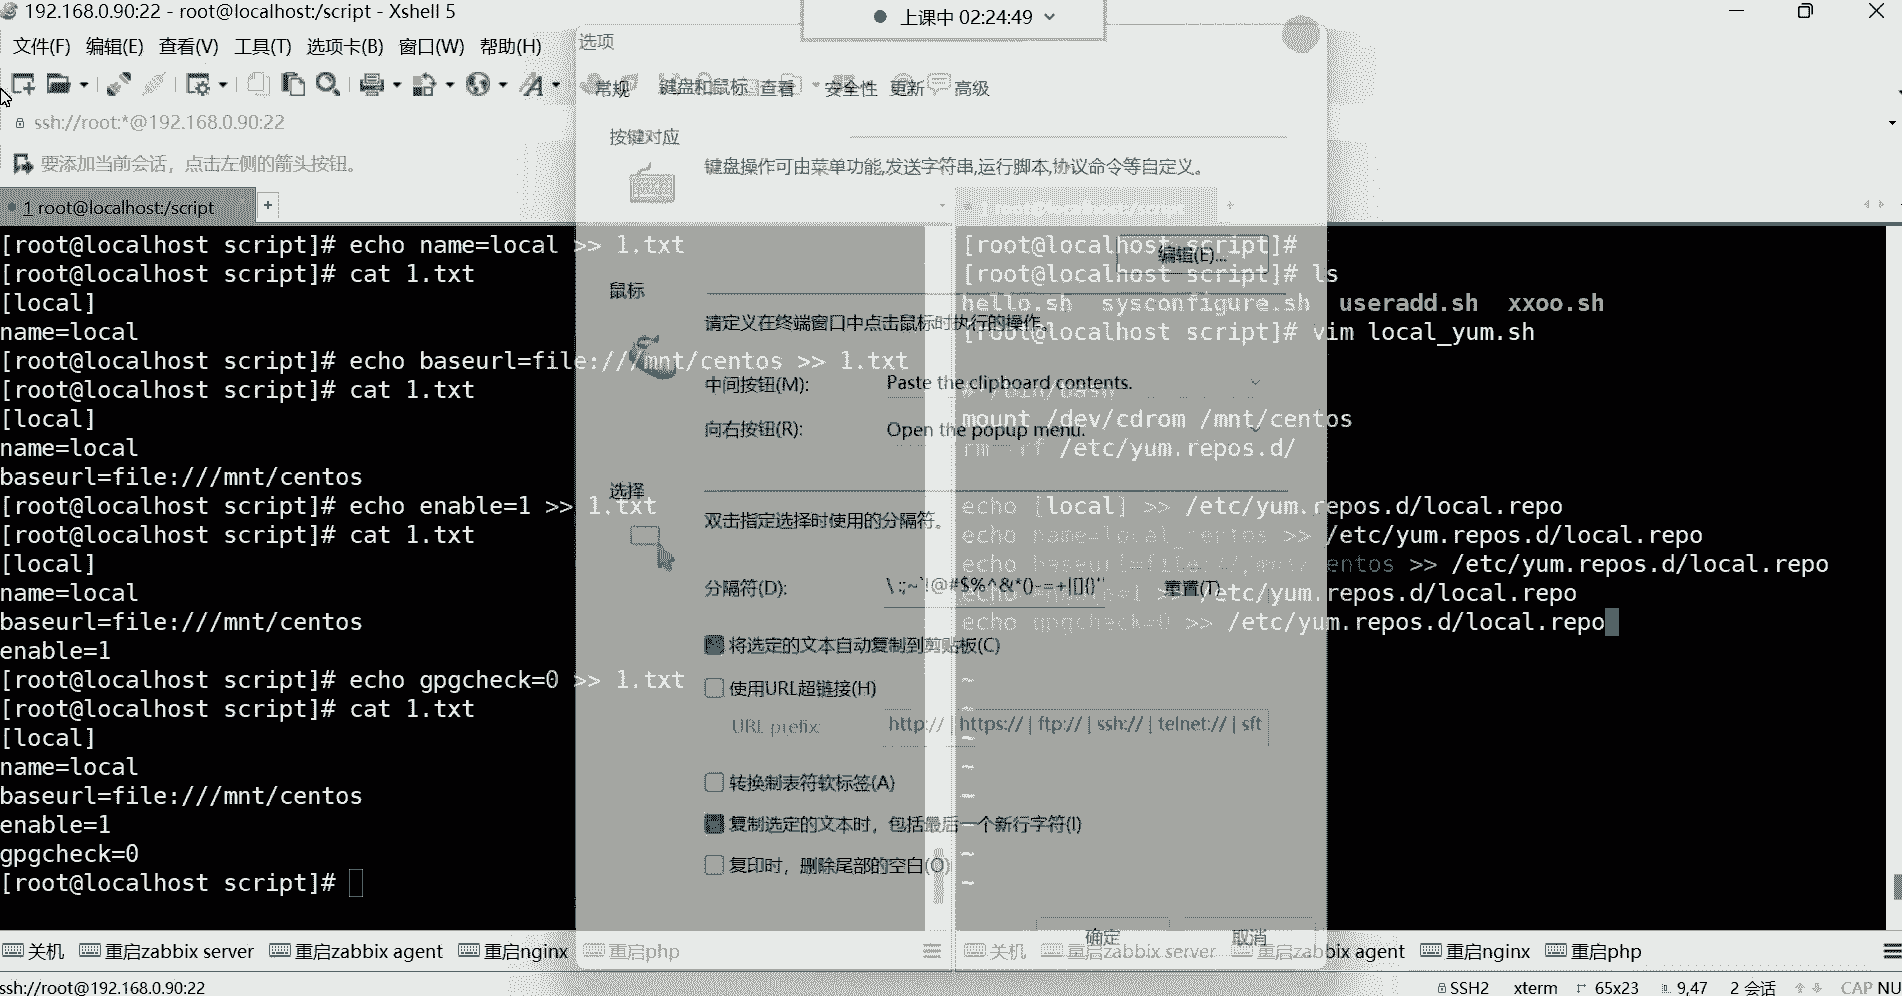 192.168.0.90:22 - root@localhost:/script - Xshell 5
上课中 02:24:49
文件(F) 编辑(E) 查看(V) 工具(T) 选项卡(B) 窗口(W) 帮助(H)
ssh://root:*@192.168.0.90:22
要添加当前会话，点击左侧的箭头按钮。
1 root@localhost:/script
[root@localhost script]# echo name=local >> 1.txt
[root@localhost script]# cat 1.txt
[local]
name=local
[root@localhost script]# echo baseurl=file:///mnt/centos >> 1.txt
[root@localhost script]# cat 1.txt
[local]
name=local
baseurl=file:///mnt/centos
[root@localhost script]# echo enable=1 >> 1.txt
[root@localhost script]# cat 1.txt
[local]
name=local
baseurl=file:///mnt/centos
enable=1
[root@localhost script]# echo gpgcheck=0 >> 1.txt
[root@localhost script]# cat 1.txt
[local]
name=local
baseurl=file:///mnt/centos
enable=1
gpgcheck=0
[root@localhost script]#
选项
常规 键盘和鼠标 查看 安全性 更新 高级
按键对应
键盘操作可由菜单功能,发送字符串,运行脚本,协议命令等自定义。
编辑(E)...
鼠标
请定义在终端窗口中点击鼠标时执行的操作。
中间按钮(M): Paste the clipboard contents.
向右按钮(R): Open the popup menu.
选择
双击指定选择时使用的分隔符。
分隔符(D): \ :;~`!@#$%^&*()-=+|[]{}'" 重置(T)
将选定的文本自动复制到剪贴板(C)
使用URL超链接(H)
URL prefix: http:// | https:// | ftp:// | ssh:// | telnet:// | sft
转换制表符软标签(A)
复制选定的文本时，包括最后一个新行字符(I)
复印时，删除尾部的空白(O)
确定 取消
[root@localhost script]#
[root@localhost script]# ls
hello.sh sysconfigure.sh useradd.sh xxoo.sh
[root@localhost script]# vim local_yum.sh
#!/bin/bash
mount /dev/cdrom /mnt/centos
rm -rf /etc/yum.repos.d/
echo [local] >> /etc/yum.repos.d/local.repo
echo name=local_centos >> /etc/yum.repos.d/local.repo
echo baseurl=file:///mnt/centos >> /etc/yum.repos.d/local.repo
echo enable=1 >> /etc/yum.repos.d/local.repo
echo gpgcheck=0 >> /etc/yum.repos.d/local.repo
~
~
~
~
~
~
~
~
关机 重启zabbix server 重启zabbix agent 重启nginx 重启php
关机 重启zabbix server 重启zabbix agent 重启nginx 重启php
ssh://root@192.168.0.90:22
SSH2 xterm 65x23 9,47 2 会话 CAP NU